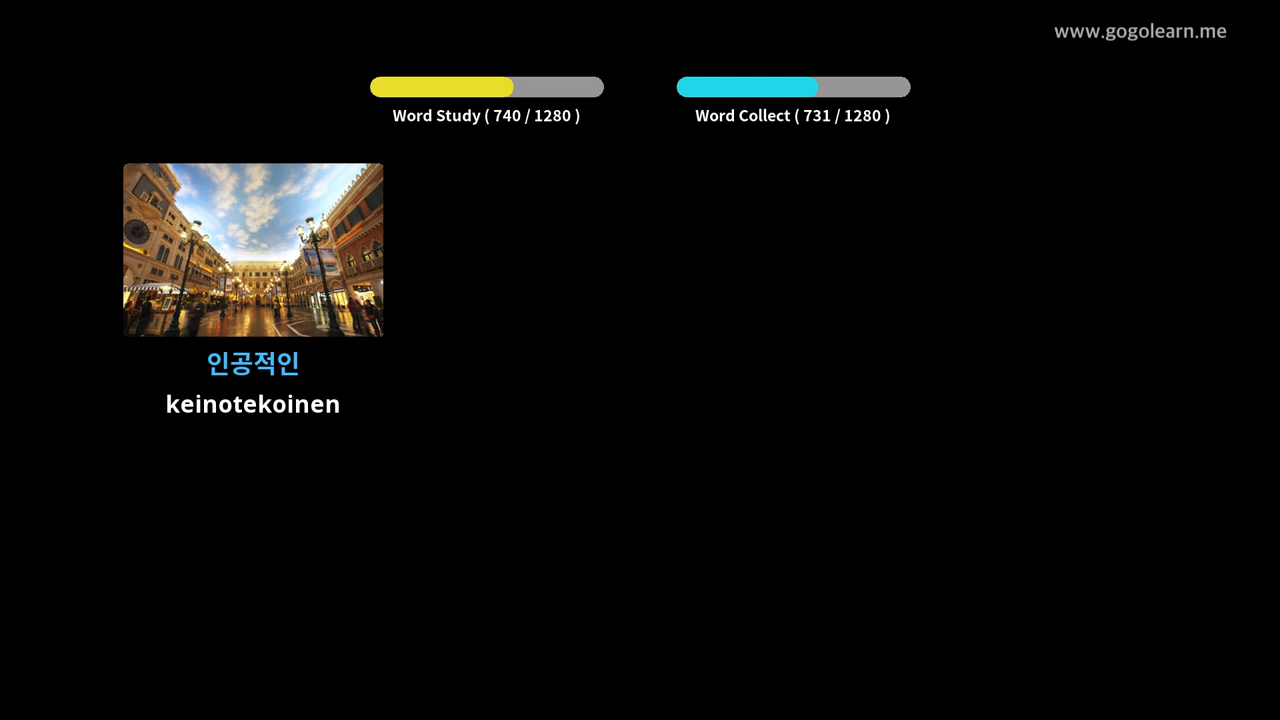 www.gogolearn.me
Word Study ( 740 / 1280 )
Word Collect ( 731 / 1280 )
인공적인
keinotekoinen